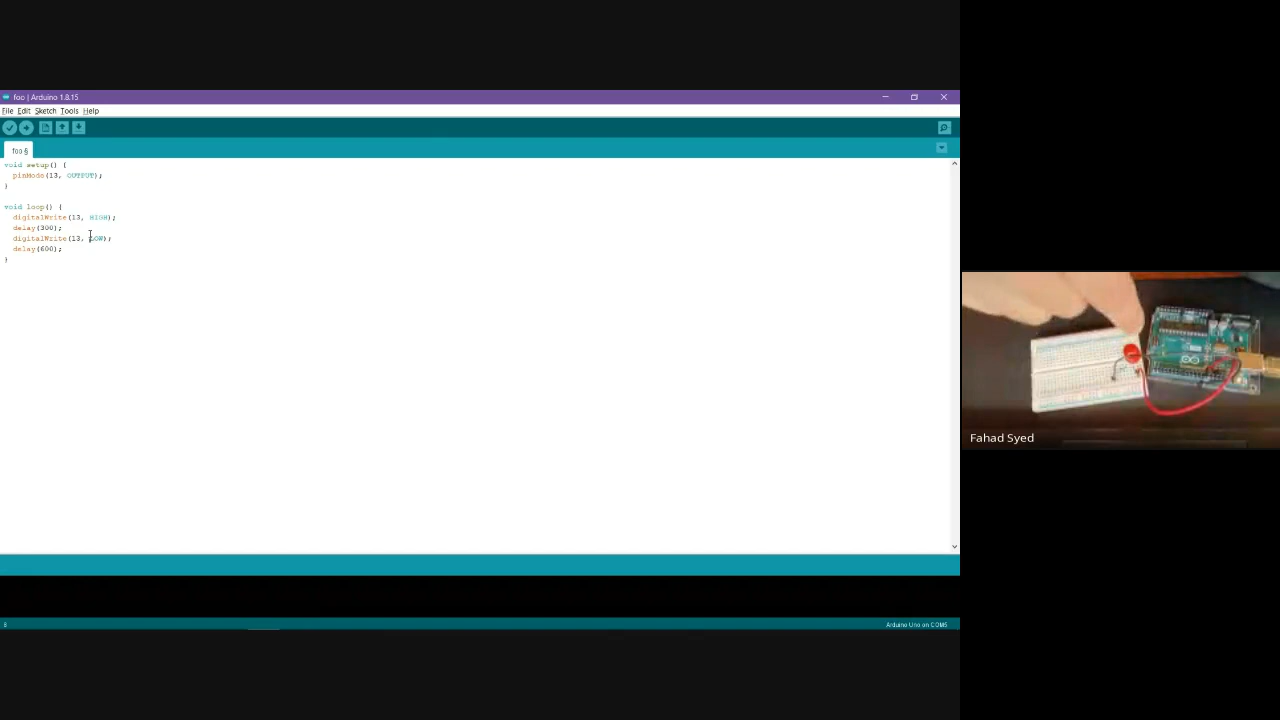 foo | Arduino 1.8.15
File Edit Sketch Tools Help
foo §
void setup() {
  pinMode(13, OUTPUT);
}
void loop() {
  digitalWrite(13, HIGH);
  delay(300);
  digitalWrite(13, LOW);
  delay(600);
}
Fahad Syed
8
Arduino Uno on COM5